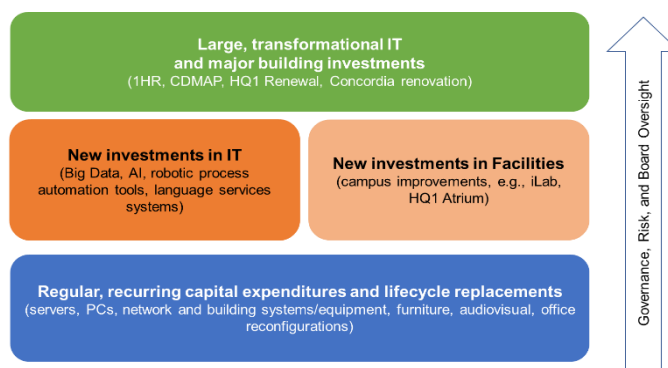 Large, transformational IT
and major building investments
(1HR, CDMAP, HQ1 Renewal, Concordia renovation)
New investments in IT
(Big Data, AI, robotic process
automation tools, language services
systems)
New investments in Facilities
(campus improvements, e.g., iLab,
HQ1 Atrium)
Regular, recurring capital expenditures and lifecycle replacements
(servers, PCs, network and building systems/equipment, furniture, audiovisual, office
reconfigurations)
Governance, Risk, and Board Oversight